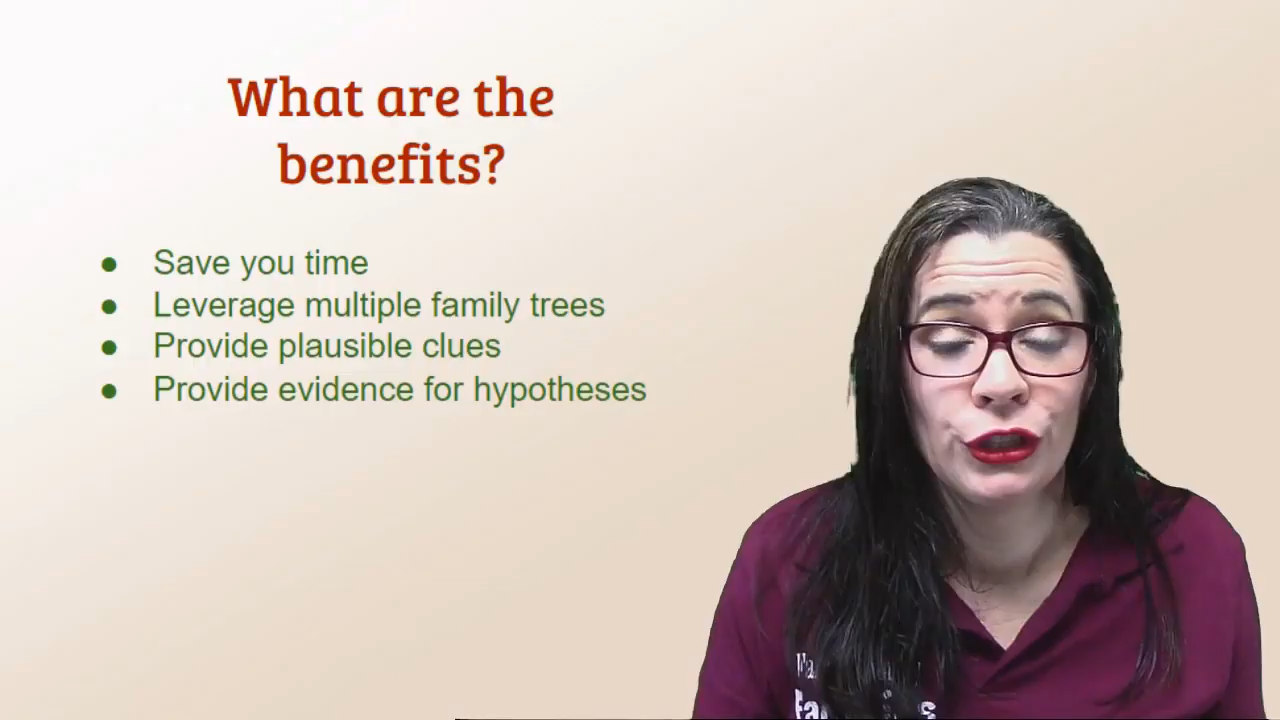 What are the
benefits?
● Save you time
● Leverage multiple family trees
● Provide plausible clues
● Provide evidence for hypotheses